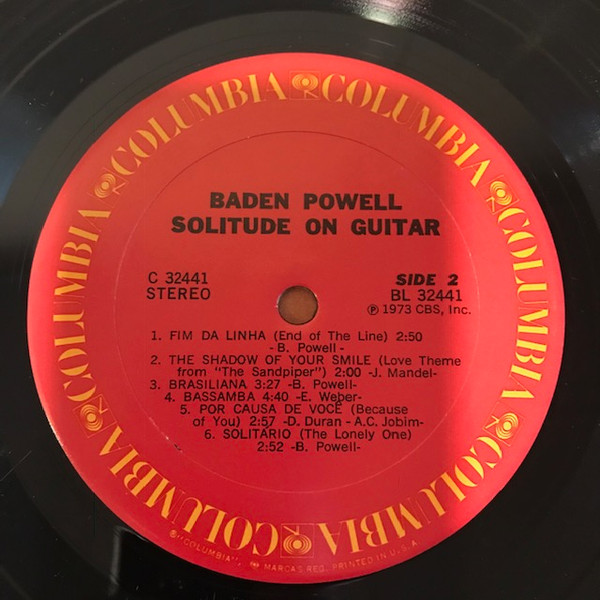 COLUMBIA COLUMBIA COLUMBIA COLUMBIA COLUMBIA COLUMBIA COLUMBIA
BADEN POWELL
SOLITUDE ON GUITAR
C 32441 SIDE 2
STEREO BL 32441
Ⓟ 1973 CBS, Inc.
1. FIM DA LINHA (End of The Line) 2:50
- B. Powell -
2. THE SHADOW OF YOUR SMILE (Love Theme
from "The Sandpiper") 2:00 -J. Mandel-
3. BRASILIANA 3:27 -B. Powell-
4. BASSAMBA 4:40 -E. Weber-
5. POR CAUSA DE VOCÊ (Because
of You) 2:57 -D. Duran - A.C. Jobim-
6. SOLITARIO (The Lonely One)
2:52 -B. Powell-
"COLUMBIA", MARCAS REG. PRINTED IN U.S.A.